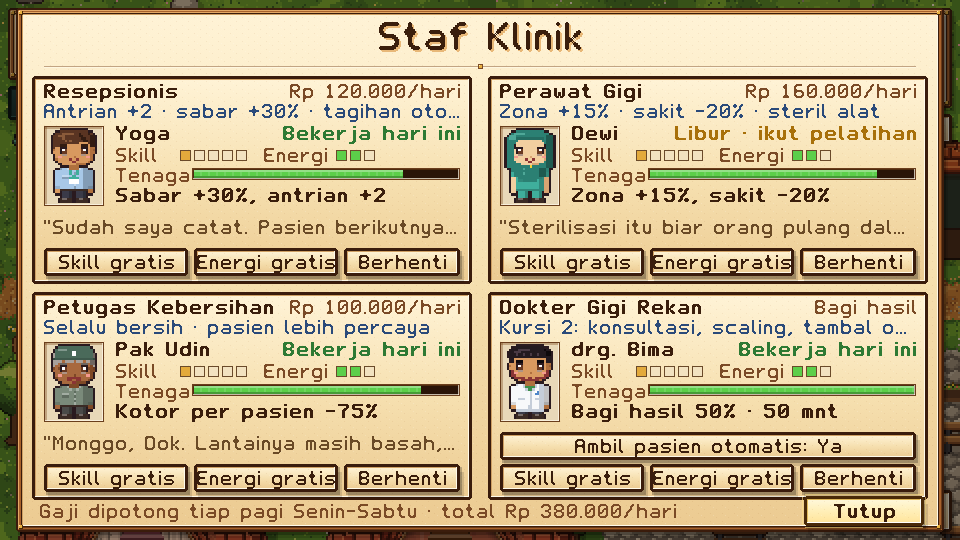 Staf Klinik
Resepsionis Rp 120.000/hari
Antrian +2 · sabar +30% · tagihan oto…
Yoga Bekerja hari ini
Skill Energi
Tenaga
Sabar +30%, antrian +2
"Sudah saya catat. Pasien berikutnya…
Skill gratis Energi gratis Berhenti
Perawat Gigi Rp 160.000/hari
Zona +15% · sakit -20% · steril alat
Dewi Libur · ikut pelatihan
Skill Energi
Tenaga
Zona +15%, sakit -20%
"Sterilisasi itu biar orang pulang dal…
Skill gratis Energi gratis Berhenti
Petugas Kebersihan Rp 100.000/hari
Selalu bersih · pasien lebih percaya
Pak Udin Bekerja hari ini
Skill Energi
Tenaga
Kotor per pasien -75%
"Monggo, Dok. Lantainya masih basah,…
Skill gratis Energi gratis Berhenti
Dokter Gigi Rekan Bagi hasil
Kursi 2: konsultasi, scaling, tambal o…
drg. Bima Bekerja hari ini
Skill Energi
Tenaga
Bagi hasil 50% · 50 mnt
Ambil pasien otomatis: Ya
Skill gratis Energi gratis Berhenti
Gaji dipotong tiap pagi Senin-Sabtu · total Rp 380.000/hari
Tutup